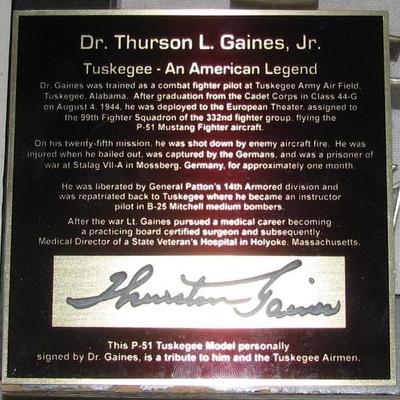 Dr. Thurson L. Gaines, Jr.
Tuskegee - An American Legend
Dr. Gaines was trained as a combat fighter pilot at Tuskegee Army Air Field,
Tuskegee, Alabama. After graduation from the Cadet Corps in Class 44-G
on August 4, 1944, he was deployed to the European Theater, assigned to
the 99th Fighter Squadron of the 332nd fighter group, flying the
P-51 Mustang Fighter aircraft.
On his twenty-fifth mission, he was shot down by enemy aircraft fire. He was
injured when he bailed out, was captured by the Germans, and was a prisoner of
war at Stalag VII-A in Mossberg, Germany, for approximately one month.
He was liberated by General Patton's 14th Armored division and
was repatriated back to Tuskegee where he became an instructor
pilot in B-25 Mitchell medium bombers.
After the war Lt. Gaines pursued a medical career becoming
a practicing board certified surgeon and subsequently
Medical Director of a State Veteran's Hospital in Holyoke, Massachusetts.
Thurston Gaines
This P-51 Tuskegee Model personally
signed by Dr. Gaines, is a tribute to him and the Tuskegee Airmen.